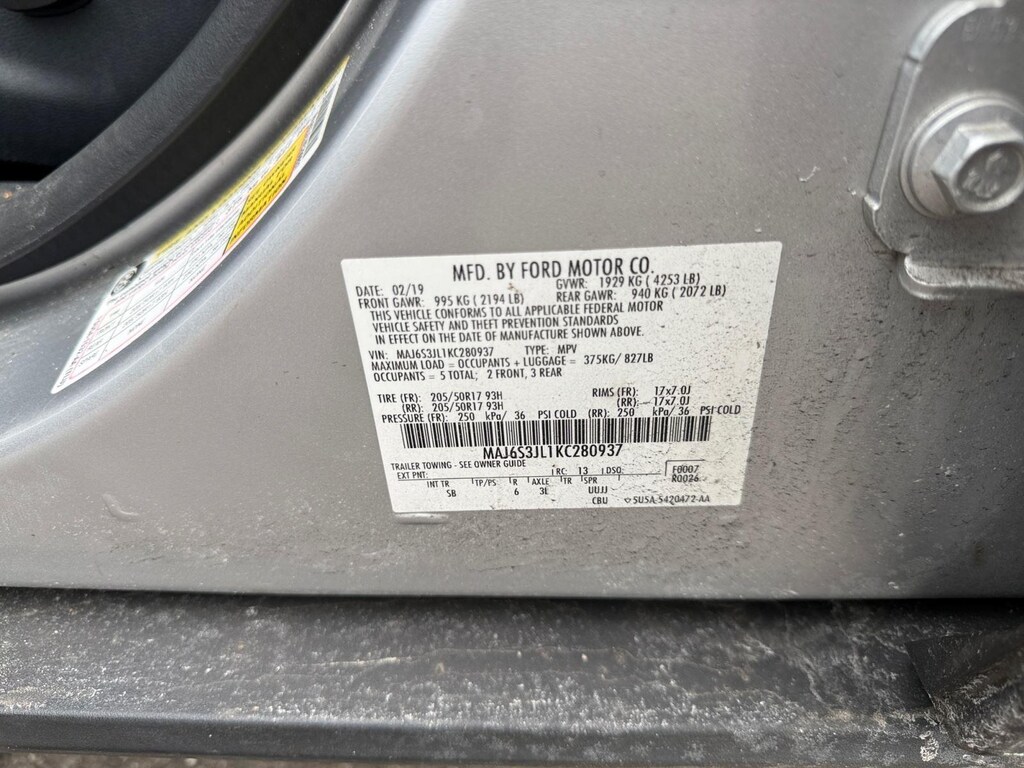 MFD. BY FORD MOTOR CO.
DATE: 02/19 GVWR: 1929 KG ( 4253 LB)
FRONT GAWR: 995 KG ( 2194 LB) REAR GAWR: 940 KG ( 2072 LB)
THIS VEHICLE CONFORMS TO ALL APPLICABLE FEDERAL MOTOR
VEHICLE SAFETY AND THEFT PREVENTION STANDARDS
IN EFFECT ON THE DATE OF MANUFACTURE SHOWN ABOVE.
VIN: MAJ6S3JL1KC280937 TYPE: MPV
MAXIMUM LOAD = OCCUPANTS + LUGGAGE = 375KG/ 827LB
OCCUPANTS = 5 TOTAL; 2 FRONT, 3 REAR
TIRE (FR): 205/50R17 93H RIMS (FR): 17x7.0J
(RR): 205/50R17 93H (RR): 17x7.0J
PRESSURE (FR): 250 kPa/ 36 PSI COLD (RR): 250 kPa/ 36 PSI COLD
MAJ6S3JL1KC280937
TRAILER TOWING - SEE OWNER GUIDE
EXT PNT: RC: 13 DSO: F0007
R0026
INT TR TP/PS R AXLE TR SPR
SB 6 3E UUJJ
CBU 5U5A-5420472-AA